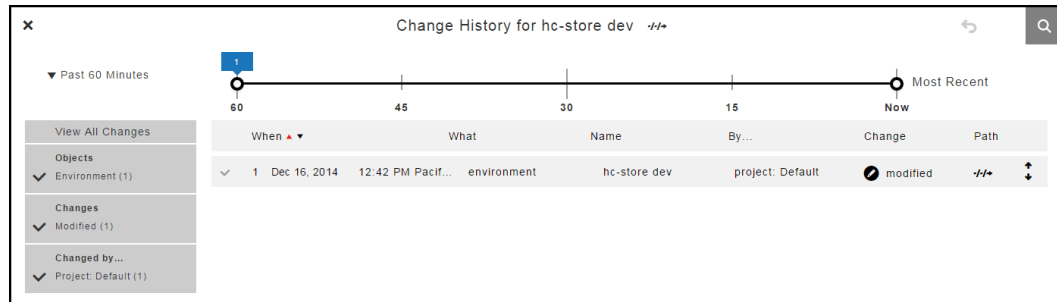 Change History for hc-store dev
Past 60 Minutes
1
Most Recent
60 45 30 15 Now
View All Changes
When What Name By... Change Path
Objects
Environment (1)
1 Dec 16, 2014 12:42 PM Pacif... environment hc-store dev project: Default modified
Changes
Modified (1)
Changed by...
Project: Default (1)